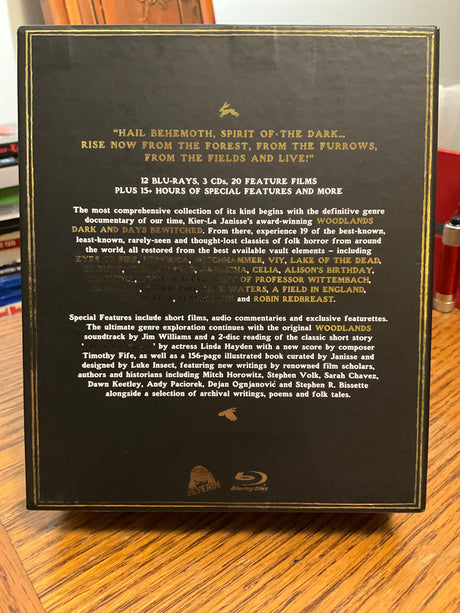 "HAIL BEHEMOTH, SPIRIT OF THE DARK...
RISE NOW FROM THE FOREST, FROM THE FURROWS,
FROM THE FIELDS AND LIVE!"
12 BLU-RAYS, 3 CDs, 20 FEATURE FILMS
PLUS 15+ HOURS OF SPECIAL FEATURES AND MORE
The most comprehensive collection of its kind begins with the definitive genre
documentary of our time, Kier-La Janisse's award-winning WOODLANDS
DARK AND DAYS BEWITCHED. From there, experience 19 of the best-known,
least-known, rarely-seen and thought-lost classics of folk horror from around
the world, all restored from the best available vault elements – including
EYES OF FIRE, WITCHHAMMER, VIY, LAKE OF THE DEAD,
CELIA, ALISON'S BIRTHDAY,
OF PROFESSOR WITTEMBACH,
WATERS, A FIELD IN ENGLAND,
and ROBIN REDBREAST.
Special Features include short films, audio commentaries and exclusive featurettes.
The ultimate genre exploration continues with the original WOODLANDS
soundtrack by Jim Williams and a 2-disc reading of the classic short story
by actress Linda Hayden with a new score by composer
Timothy Fife, as well as a 156-page illustrated book curated by Janisse and
designed by Luke Insect, featuring new writings by renowned film scholars,
authors and historians including Mitch Horowitz, Stephen Volk, Sarah Chavez,
Dawn Keetley, Andy Paciorek, Dejan Ognjanović and Stephen R. Bissette
alongside a selection of archival writings, poems and folk tales.
SEVERIN
Blu-ray Disc